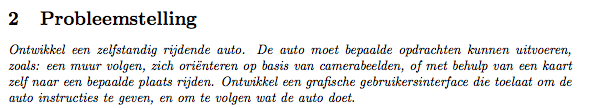 2 Probleemstelling
Ontwikkel een zelfstandig rijdende auto. De auto moet bepaalde opdrachten kunnen uitvoeren,
zoals: een muur volgen, zich oriënteren op basis van camerabeelden, of met behulp van een kaart
zelf naar een bepaalde plaats rijden. Ontwikkel een grafische gebruikersinterface die toelaat om de
auto instructies te geven, en om te volgen wat de auto doet.